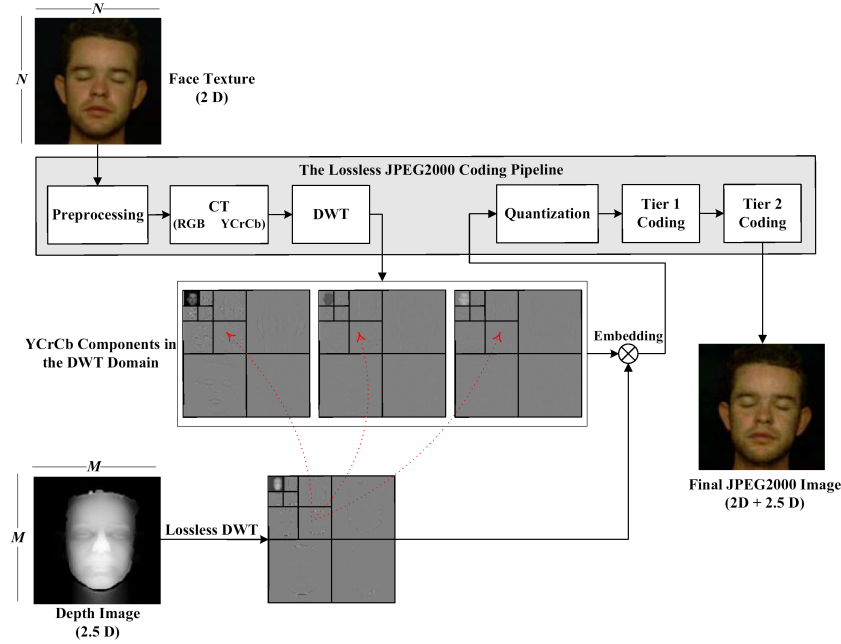 N
N
Face Texture
(2 D)
The Lossless JPEG2000 Coding Pipeline
Preprocessing
CT
(RGB YCrCb)
DWT
Quantization
Tier 1
Coding
Tier 2
Coding
YCrCb Components in
the DWT Domain
Embedding
M
M
Lossless DWT
Depth Image
(2.5 D)
Final JPEG2000 Image
(2D + 2.5 D)